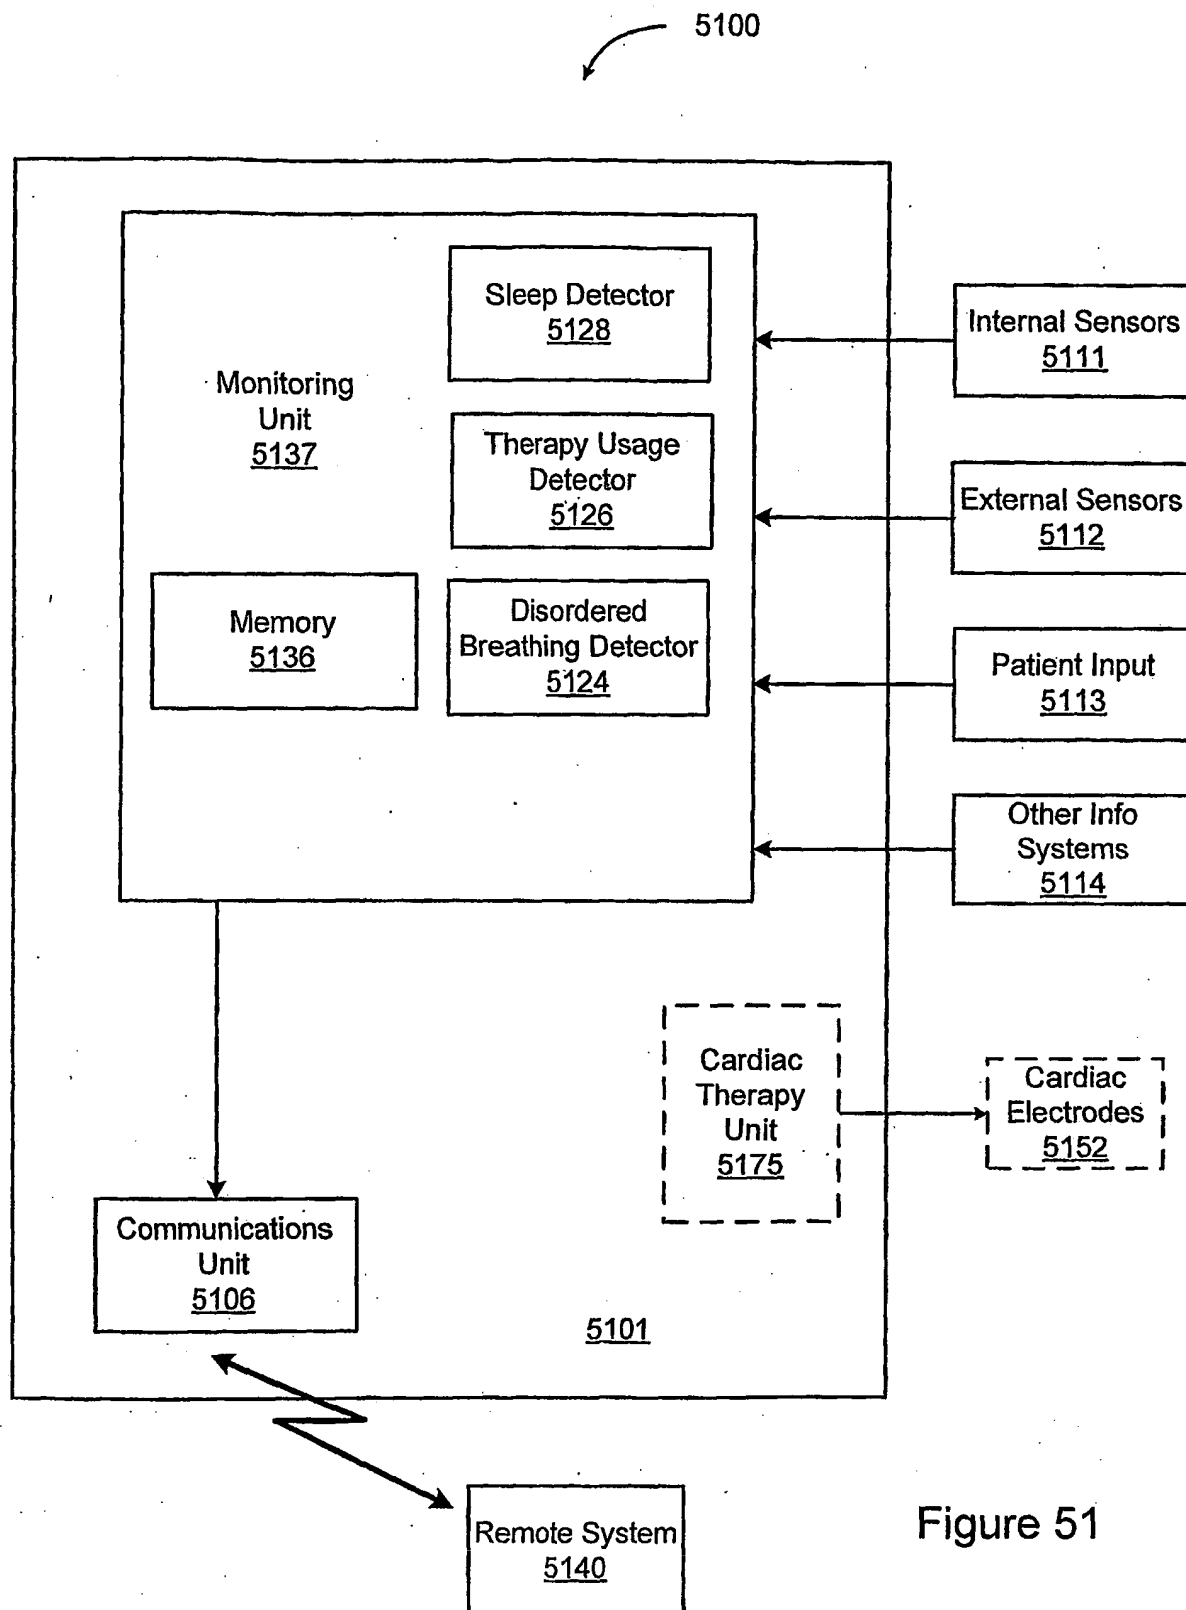 5100
Sleep Detector
5128
Monitoring
Unit
5137
Therapy Usage
Detector
5126
Memory
5136
Disordered
Breathing Detector
5124
Internal Sensors
5111
External Sensors
5112
Patient Input
5113
Other Info
Systems
5114
Cardiac
Therapy
Unit
5175
Cardiac
Electrodes
5152
Communications
Unit
5106
5101
Remote System
5140
Figure 51